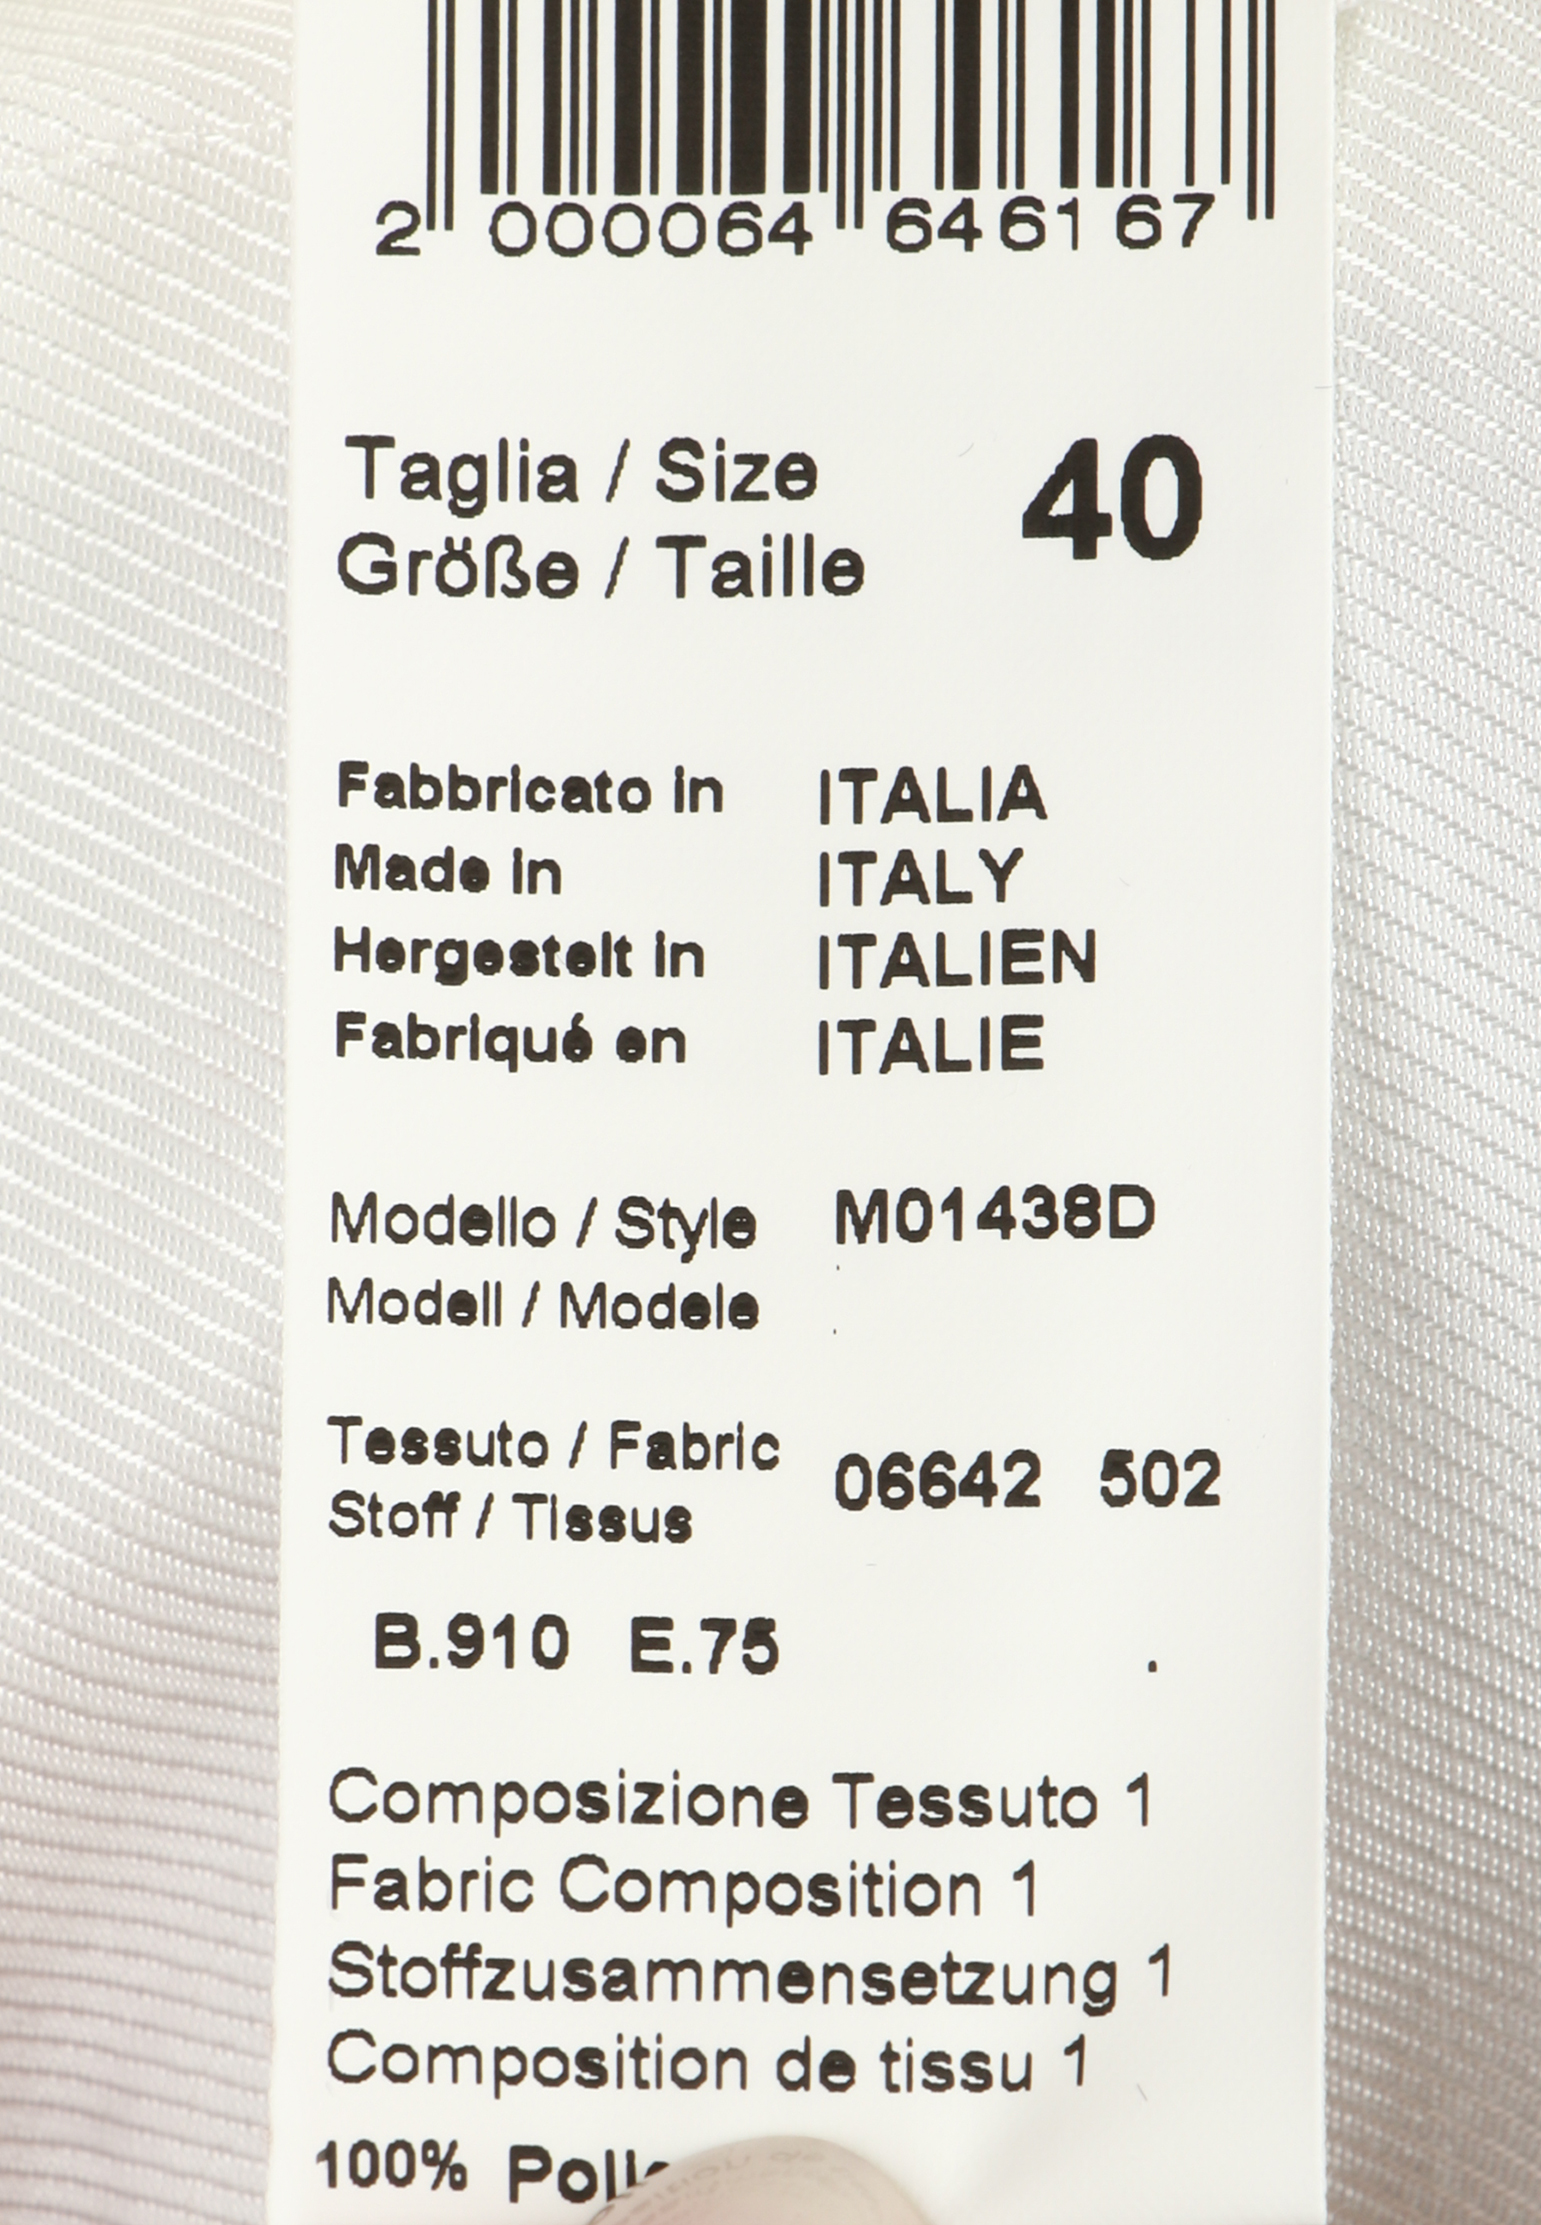 2 000064 646167
Taglia / Size 40
Größe / Taille
Fabbricato in ITALIA
Made in ITALY
Hergestelt in ITALIEN
Fabriqué en ITALIE
Modello / Style M01438D
Modell / Modele
Tessuto / Fabric 06642 502
Stoff / Tissus
B.910 E.75 .
Composizione Tessuto 1
Fabric Composition 1
Stoffzusammensetzung 1
Composition de tissu 1
100%